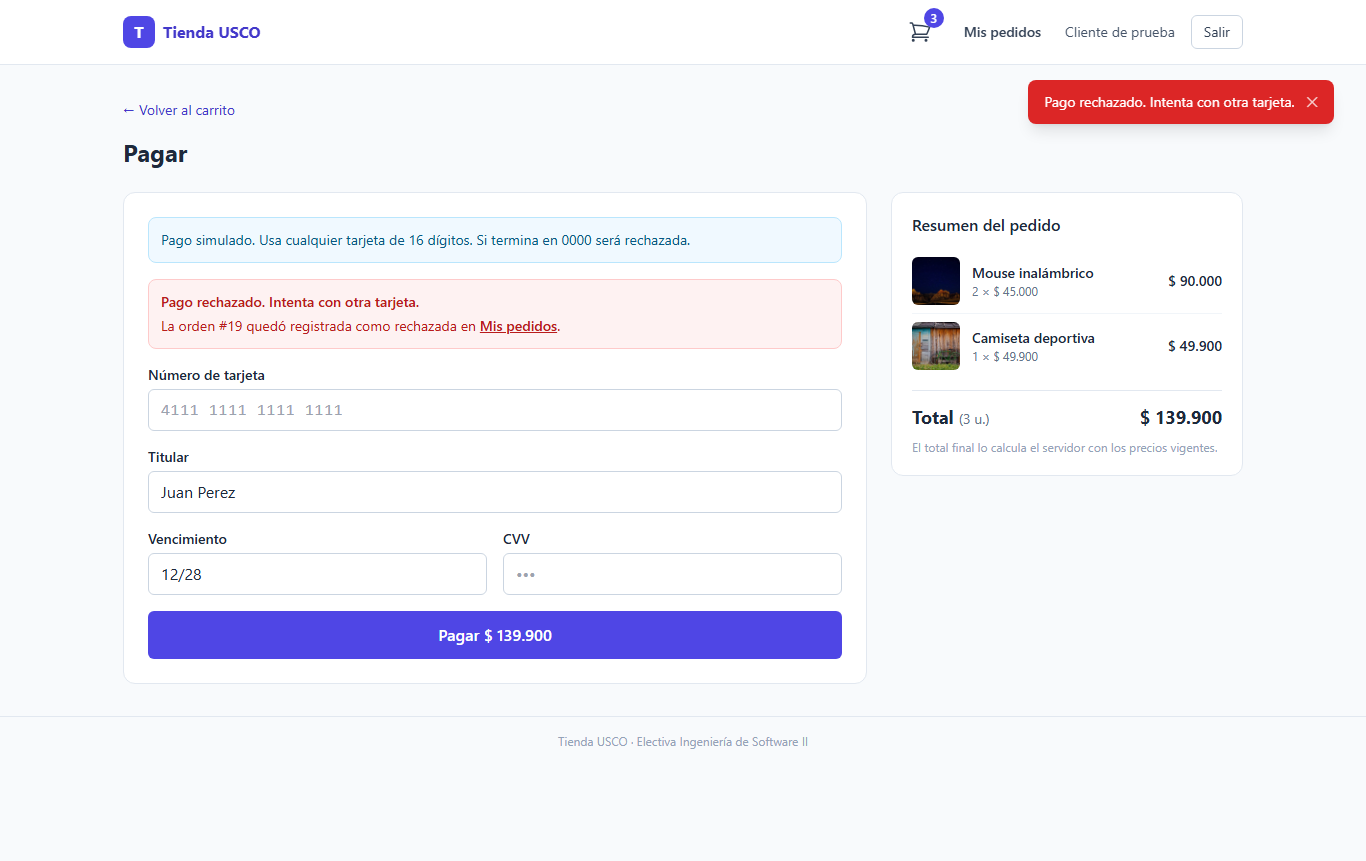 T Tienda USCO
3
Mis pedidos
Cliente de prueba
Salir
Pago rechazado. Intenta con otra tarjeta. ×
← Volver al carrito
Pagar
Pago simulado. Usa cualquier tarjeta de 16 dígitos. Si termina en 0000 será rechazada.
Pago rechazado. Intenta con otra tarjeta.
La orden #19 quedó registrada como rechazada en Mis pedidos.
Número de tarjeta
4111 1111 1111 1111
Titular
Juan Perez
Vencimiento
CVV
12/28
•••
Pagar $ 139.900
Resumen del pedido
Mouse inalámbrico
2 × $ 45.000
$ 90.000
Camiseta deportiva
1 × $ 49.900
$ 49.900
Total (3 u.)
$ 139.900
El total final lo calcula el servidor con los precios vigentes.
Tienda USCO · Electiva Ingeniería de Software II